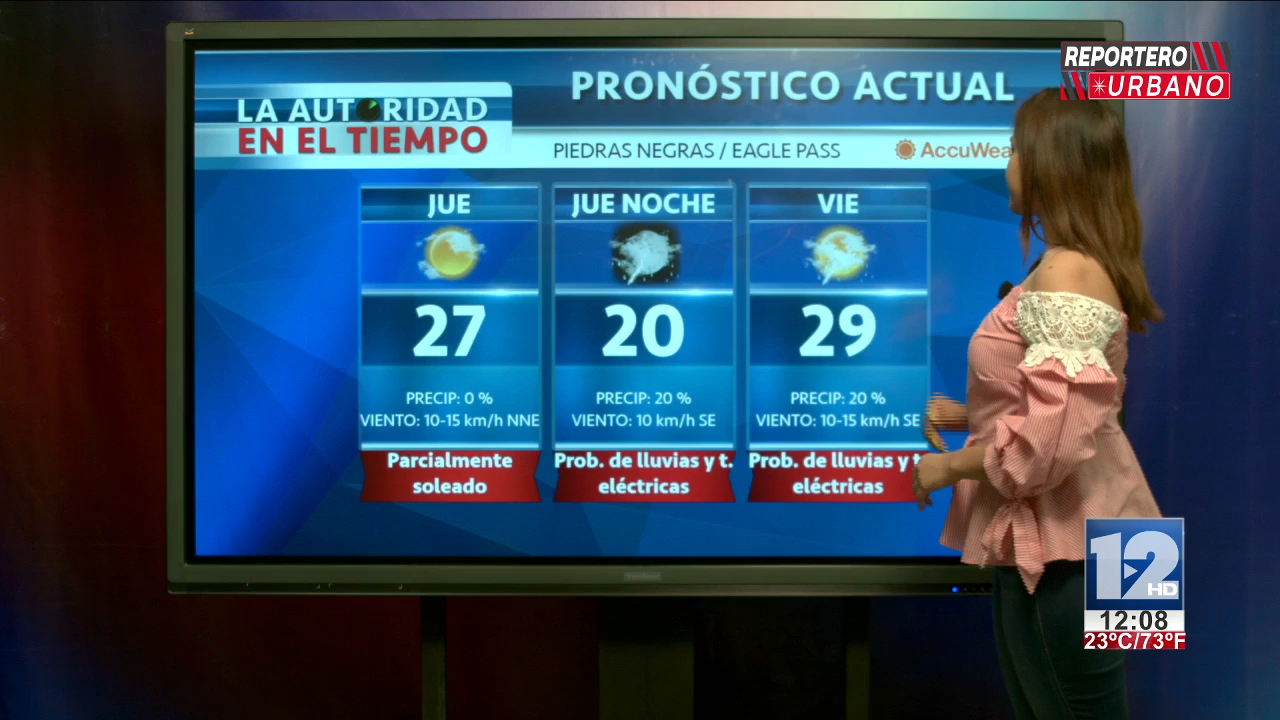 REPORTERO
URBANO
LA AUTORIDAD
EN EL TIEMPO
PRONÓSTICO ACTUAL
PIEDRAS NEGRAS / EAGLE PASS
AccuWea
JUE
27
PRECIP: 0 %
VIENTO: 10-15 km/h NNE
Parcialmente
soleado
JUE NOCHE
20
PRECIP: 20 %
VIENTO: 10 km/h SE
Prob. de lluvias y t.
eléctricas
VIE
29
PRECIP: 20 %
VIENTO: 10-15 km/h SE
Prob. de lluvias y t
eléctricas
12
HD
12:08
23ºC/73ºF